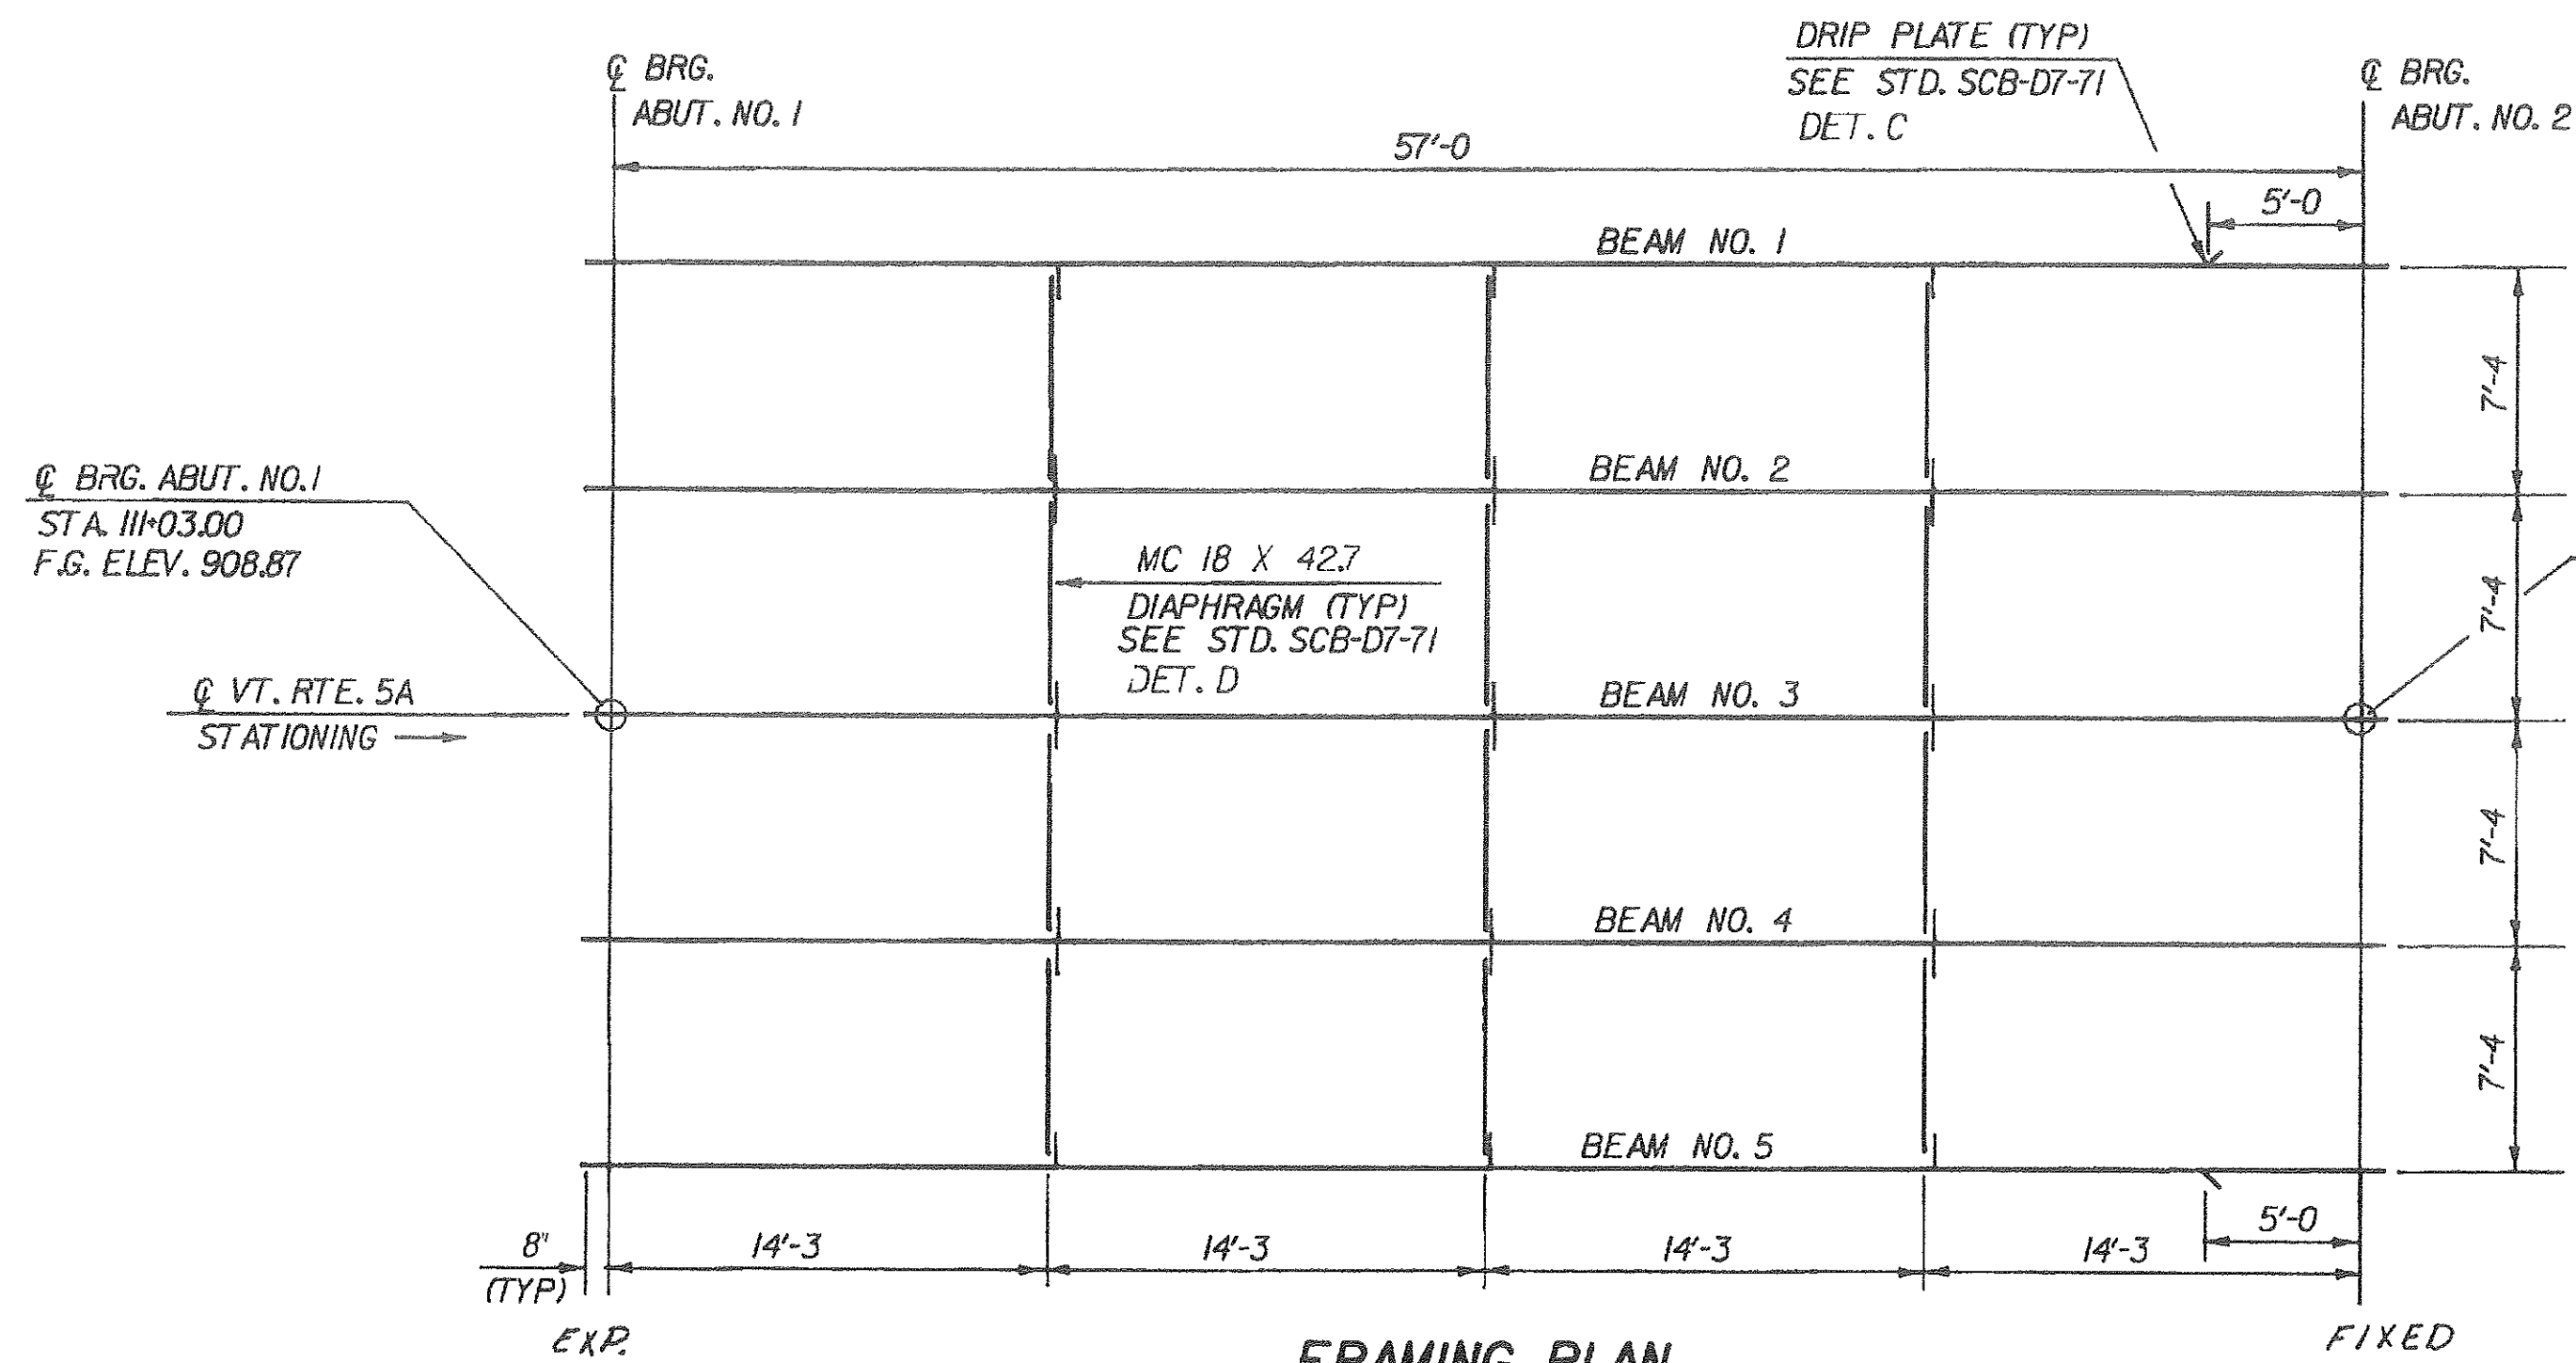 ℄ BRG.
ABUT. NO. 1
DRIP PLATE (TYP)
SEE STD. SCB-D7-71
DET. C
℄ BRG.
ABUT. NO. 2
57'-0
5'-0
BEAM NO. 1
7'-4
BEAM NO. 2
℄ BRG. ABUT. NO. 1
STA. 111+03.00
F.G. ELEV. 908.87
MC 18 X 42.7
DIAPHRAGM (TYP)
SEE STD. SCB-D7-71
DET. D
7'-4
℄ VT. RTE. 5A
STATIONING
BEAM NO. 3
7'-4
BEAM NO. 4
7'-4
BEAM NO. 5
8"
(TYP)
14'-3
14'-3
14'-3
14'-3
5'-0
EXP.
FRAMING PLAN
FIXED